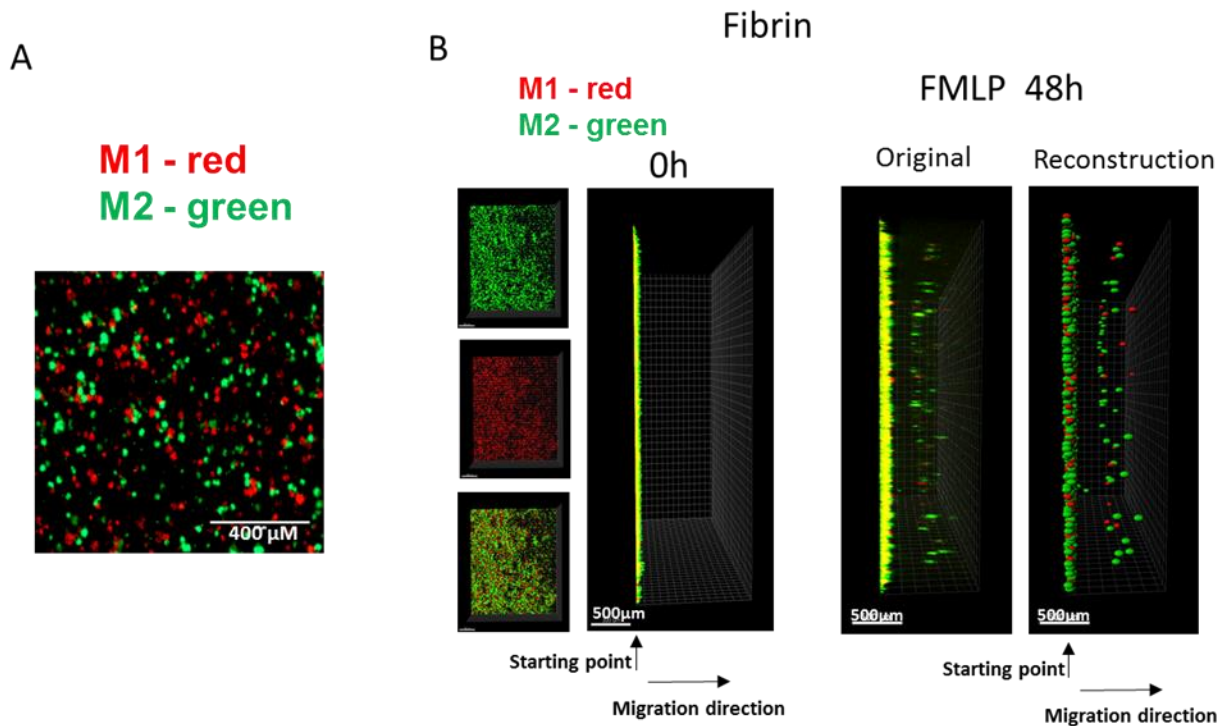 A
M1 - red
M2 - green
400 µM
B
Fibrin
M1 - red
M2 - green
0h
FMLP 48h
Original
Reconstruction
500µm
500µm
500µm
Starting point
Migration direction
Starting point
Migration direction